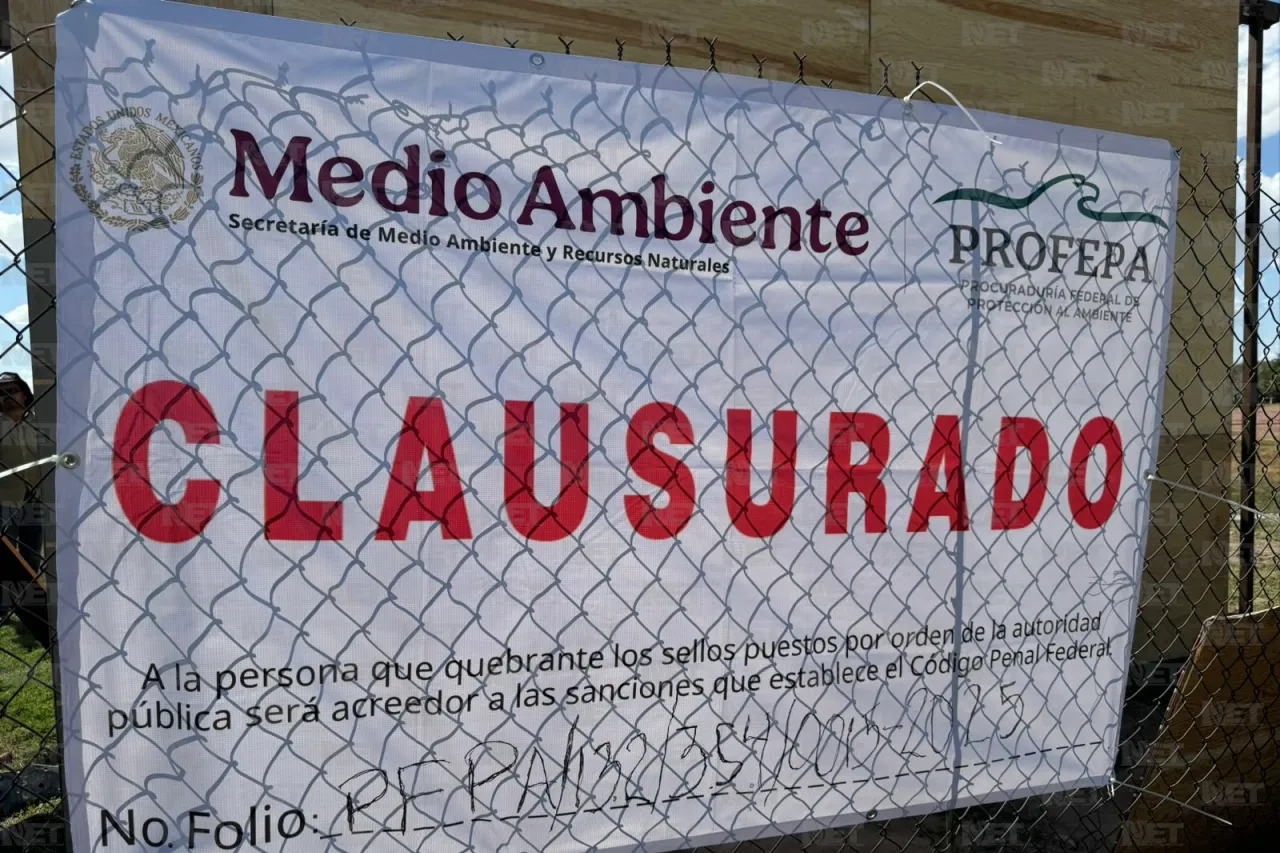 ESTADOS UNIDOS MEXICANOS
Medio Ambiente
Secretaría de Medio Ambiente y Recursos Naturales
PROFEPA
PROCURADURÍA FEDERAL DE
PROTECCIÓN AL AMBIENTE
CLAUSURADO
A la persona que quebrante los sellos puestos por orden de la autoridad
pública será acreedor a las sanciones que establece el Código Penal Federal
No. Folio:
NET